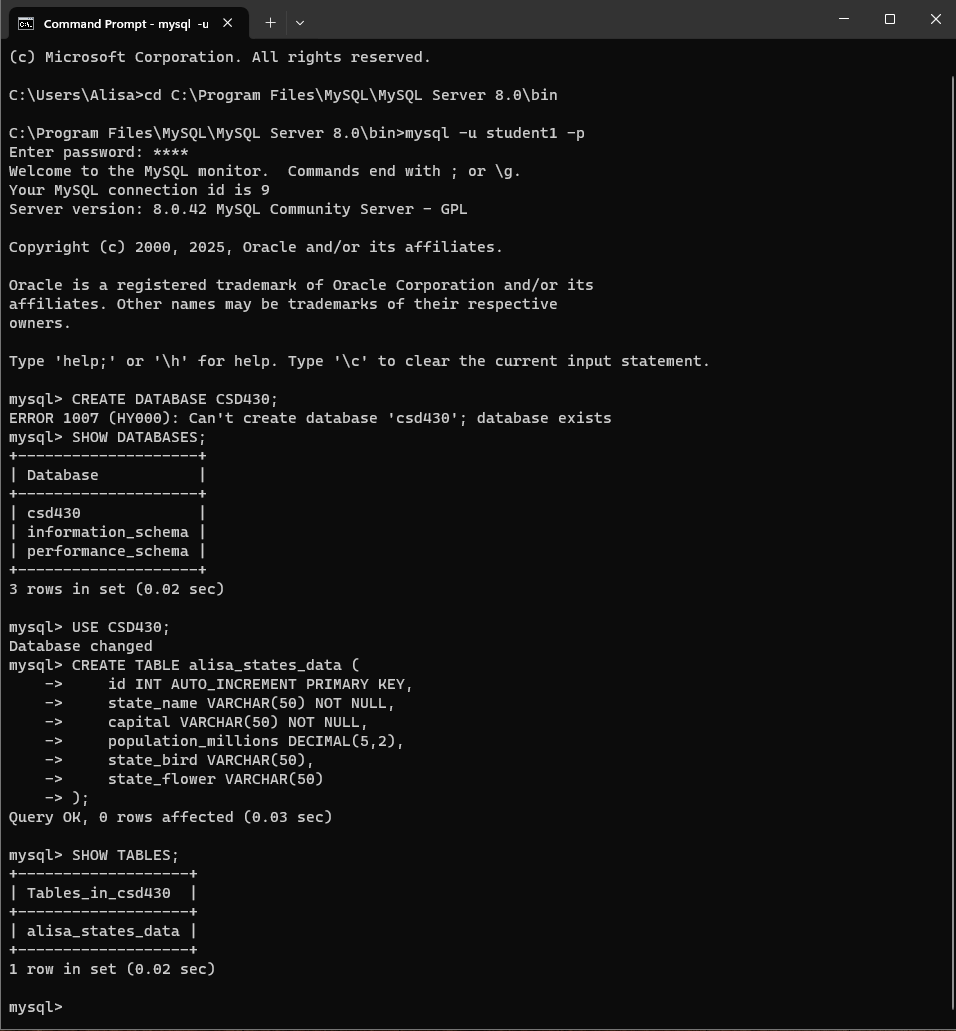 Command Prompt - mysql -u
(c) Microsoft Corporation. All rights reserved.
C:\Users\Alisa>cd C:\Program Files\MySQL\MySQL Server 8.0\bin
C:\Program Files\MySQL\MySQL Server 8.0\bin>mysql -u student1 -p
Enter password: ****
Welcome to the MySQL monitor.  Commands end with ; or \g.
Your MySQL connection id is 9
Server version: 8.0.42 MySQL Community Server - GPL
Copyright (c) 2000, 2025, Oracle and/or its affiliates.
Oracle is a registered trademark of Oracle Corporation and/or its
affiliates. Other names may be trademarks of their respective
owners.
Type 'help;' or '\h' for help. Type '\c' to clear the current input statement.
mysql> CREATE DATABASE CSD430;
ERROR 1007 (HY000): Can't create database 'csd430'; database exists
mysql> SHOW DATABASES;
+--------------------+
| Database           |
+--------------------+
| csd430             |
| information_schema |
| performance_schema |
+--------------------+
3 rows in set (0.02 sec)
mysql> USE CSD430;
Database changed
mysql> CREATE TABLE alisa_states_data (
    ->     id INT AUTO_INCREMENT PRIMARY KEY,
    ->     state_name VARCHAR(50) NOT NULL,
    ->     capital VARCHAR(50) NOT NULL,
    ->     population_millions DECIMAL(5,2),
    ->     state_bird VARCHAR(50),
    ->     state_flower VARCHAR(50)
    -> );
Query OK, 0 rows affected (0.03 sec)
mysql> SHOW TABLES;
+-------------------+
| Tables_in_csd430  |
+-------------------+
| alisa_states_data |
+-------------------+
1 row in set (0.02 sec)
mysql>